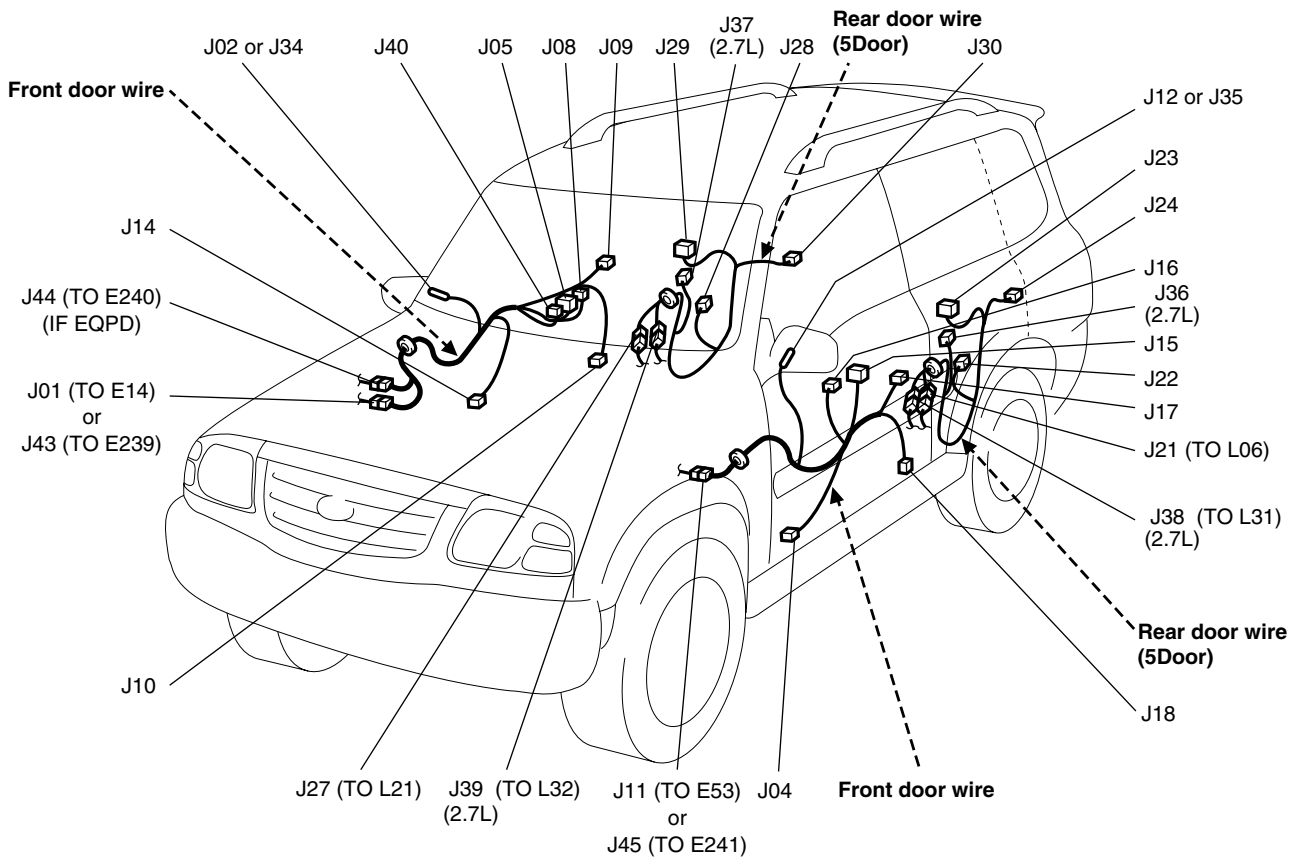 J37
Rear door wire
J02 or J34
J40
J05
J08
J09
J29
(2.7L)
J28
(5Door)
J30
Front door wire
J12 or J35
J23
J14
J24
J16
J44 (TO E240)
J36
(IF EQPD)
(2.7L)
J15
J01 (TO E14)
J22
or
J17
J43 (TO E239)
J21 (TO L06)
J38 (TO L31)
(2.7L)
Rear door wire
(5Door)
J10
J18
J27 (TO L21)
J39 (TO L32)
(2.7L)
J11 (TO E53)
or
J45 (TO E241)
J04
Front door wire